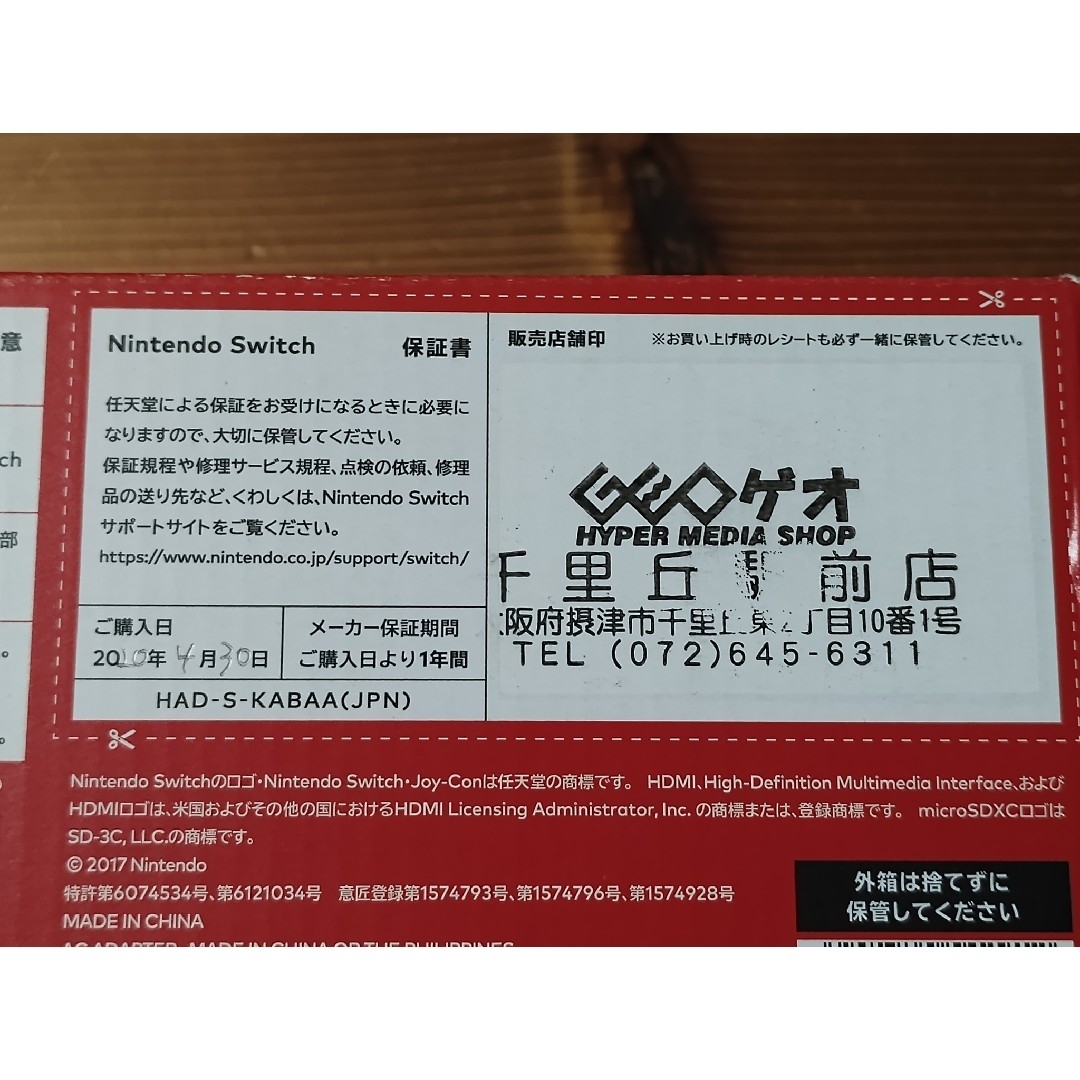 意
ch
部
Nintendo Switch 保証書
任天堂による保証をお受けになるときに必要に
なりますので、大切に保管してください。
保証規程や修理サービス規程、点検の依頼、修理
品の送り先など、くわしくは、Nintendo Switch
サポートサイトをご覧ください。
https://www.nintendo.co.jp/support/switch/
ご購入日
2020年 4月30日
メーカー保証期間
ご購入日より1年間
HAD-S-KABAA(JPN)
販売店舗印 ※お買い上げ時のレシートも必ず一緒に保管してください。
GEOゲオ
HYPER MEDIA SHOP
千里丘駅前店
阪府摂津市千里丘東2丁目10番1号
TEL (072)645-6311
Nintendo Switchのロゴ・Nintendo Switch・Joy-Conは任天堂の商標です。 HDMI、High-Definition Multimedia Interface、および
HDMIロゴは、米国およびその他の国におけるHDMI Licensing Administrator, Inc. の商標または、登録商標です。 microSDXCロゴは
SD-3C, LLC.の商標です。
© 2017 Nintendo
特許第6074534号、第6121034号 意匠登録第1574793号、第1574796号、第1574928号
MADE IN CHINA
AC ADAPTER : MADE IN CHINA OR THE PHILIPPINES
外箱は捨てずに
保管してください